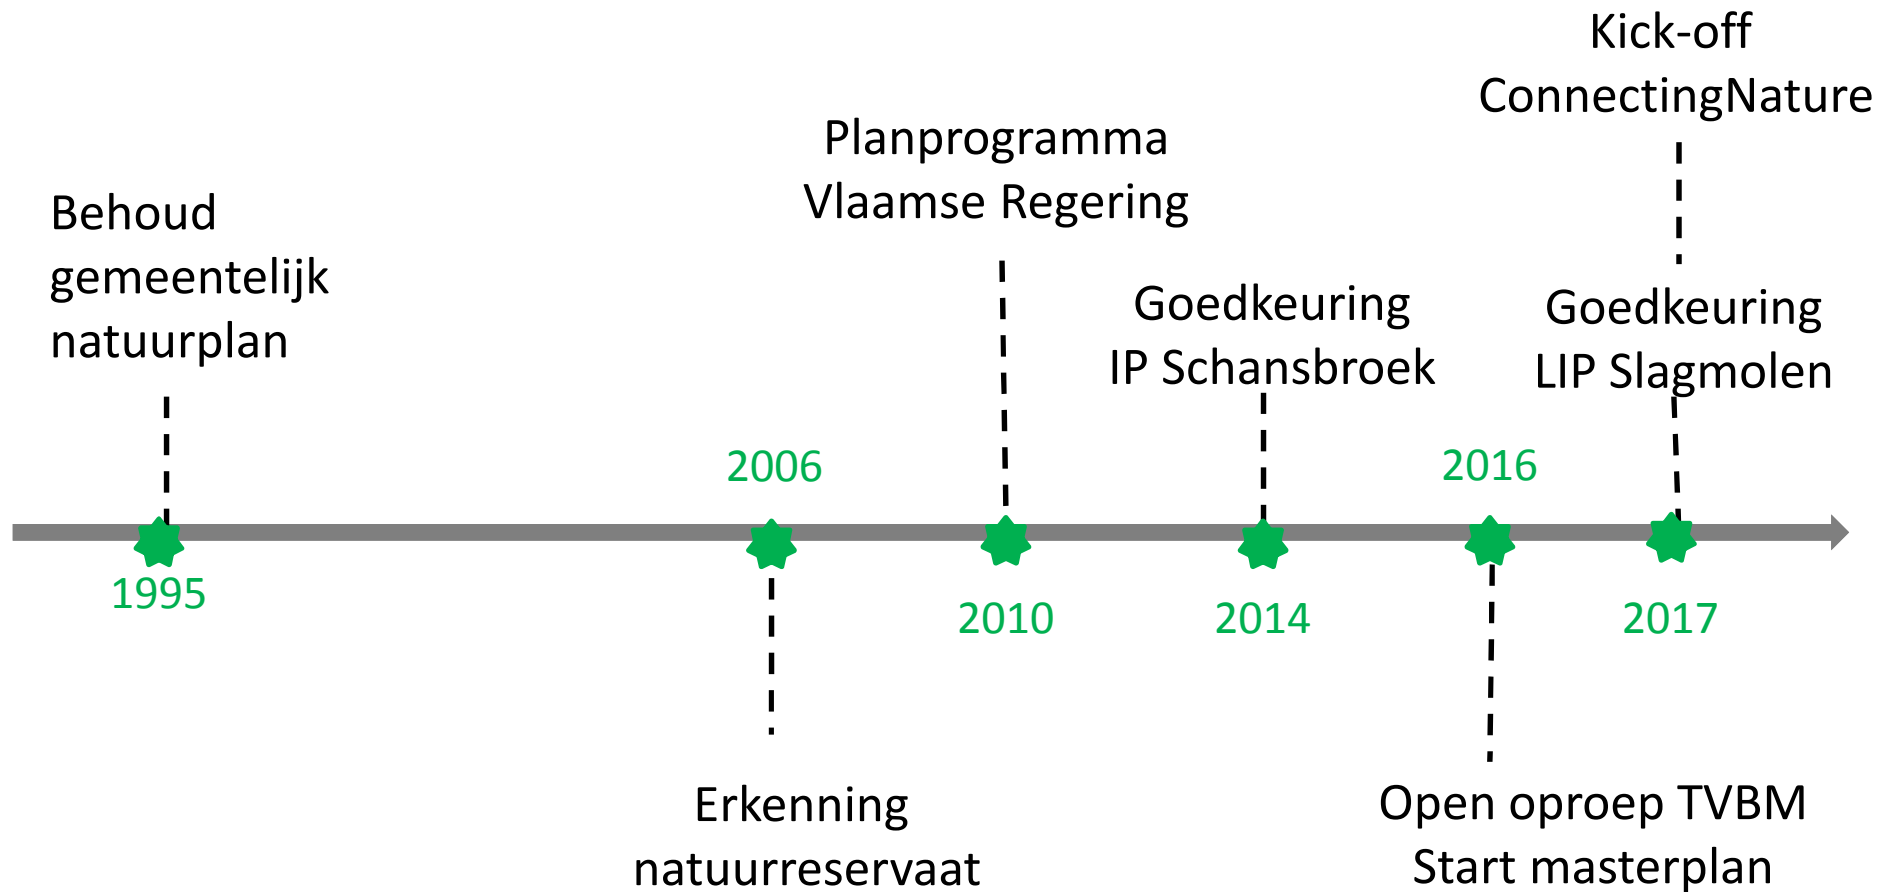 Kick-off
ConnectingNature
Planprogramma
Vlaamse Regering
Behoud
gemeentelijk
natuurplan
Goedkeuring
IP Schansbroek
Goedkeuring
LIP Slagmolen
2006
2016
1995
2010
2014
2017
Erkenning
natuurreservaat
Open oproep TVBM
Start masterplan